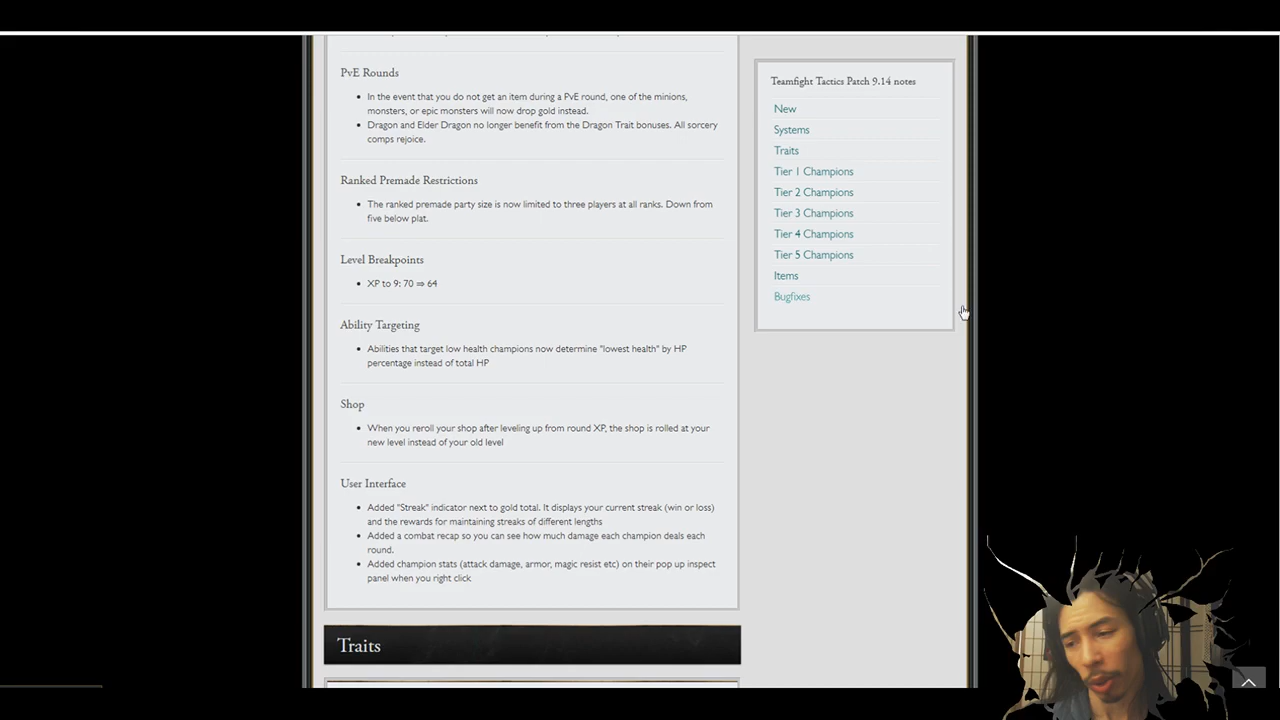 PvE Rounds
In the event that you do not get an item during a PvE round, one of the minions,
monsters, or epic monsters will now drop gold instead.
Dragon and Elder Dragon no longer benefit from the Dragon Trait bonuses. All sorcery
comps rejoice.
Ranked Premade Restrictions
The ranked premade party size is now limited to three players at all ranks. Down from
five below plat.
Level Breakpoints
XP to 9: 70 ⇒ 64
Ability Targeting
Abilities that target low health champions now determine "lowest health" by HP
percentage instead of total HP
Shop
When you reroll your shop after leveling up from round XP, the shop is rolled at your
new level instead of your old level
User Interface
Added "Streak" indicator next to gold total. It displays your current streak (win or loss)
and the rewards for maintaining streaks of different lengths
Added a combat recap so you can see how much damage each champion deals each
round.
Added champion stats (attack damage, armor, magic resist etc) on their pop up inspect
panel when you right click
Traits
Teamfight Tactics Patch 9.14 notes
New
Systems
Traits
Tier 1 Champions
Tier 2 Champions
Tier 3 Champions
Tier 4 Champions
Tier 5 Champions
Items
Bugfixes